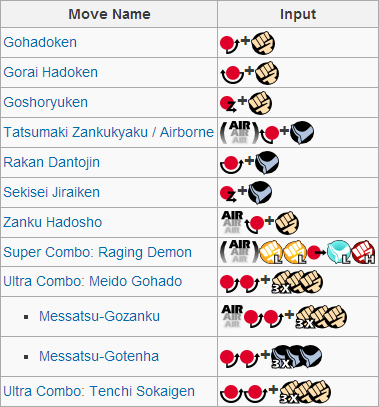 Move Name Input
Gohadoken +
Gorai Hadoken +
Goshoryuken +
Tatsumaki Zankukyaku / Airborne (AIR AIR AIR) +
Rakan Dantojin +
Sekisei Jiraiken +
Zanku Hadosho AIR AIR AIR +
Super Combo: Raging Demon (AIR AIR AIR) L L L H
Ultra Combo: Meido Gohado + 3X
Messatsu-Gozanku AIR AIR AIR + 3X
Messatsu-Gotenha + 3X
Ultra Combo: Tenchi Sokaigen + 3X